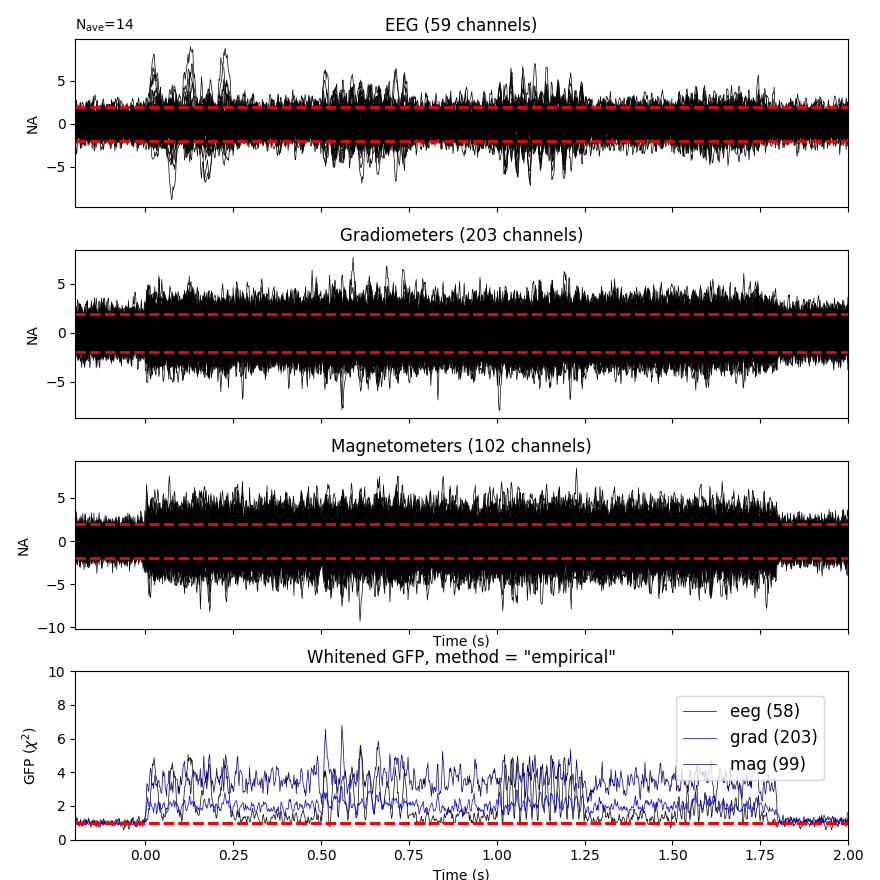 N_ave=14
EEG (59 channels)
5
0
−5
NA
Gradiometers (203 channels)
5
0
−5
NA
Magnetometers (102 channels)
5
0
−5
−10
NA
Time (s)
Whitened GFP, method = "empirical"
10
8
6
4
2
0
GFP (χ²)
eeg (58)
grad (203)
mag (99)
0.00 0.25 0.50 0.75 1.00 1.25 1.50 1.75 2.00
Time (s)